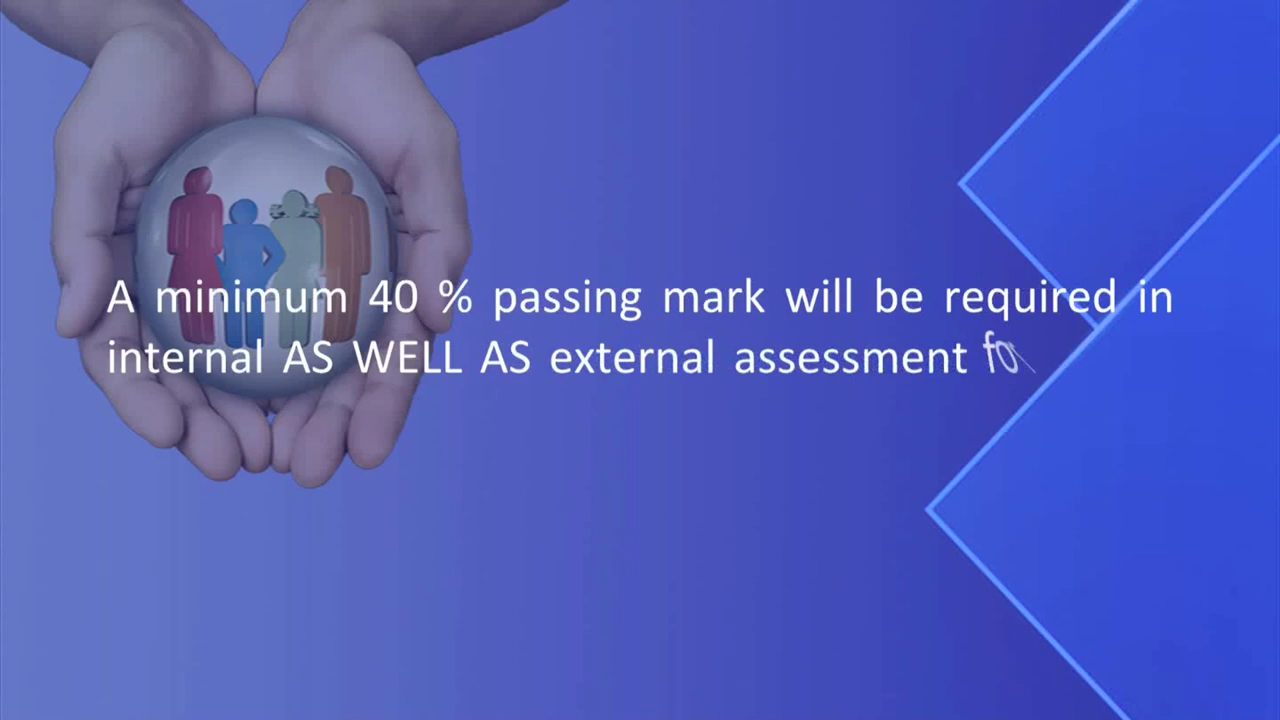 A minimum 40 % passing mark will be required in
internal AS WELL AS external assessment